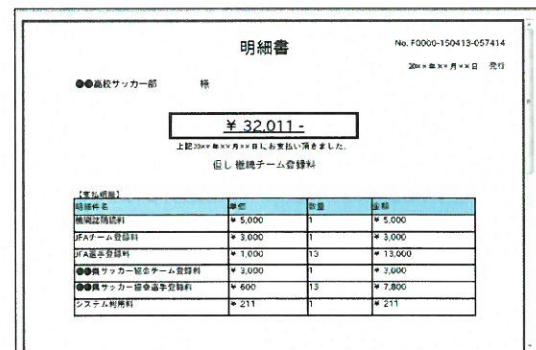 明細書
No. F0000-150413-057414
20××年××月××日 発行
●●高校サッカー部 様
¥ 32,011 -
上記20××年××月××日にお支払い頂きました。
但し 継続チーム登録料
【支払明細】
明細件名 単価 数量 金額
機関誌購読料 ¥ 5,000 1 ¥ 5,000
JFAチーム登録料 ¥ 3,000 1 ¥ 3,000
JFA選手登録料 ¥ 1,000 13 ¥ 13,000
●●県サッカー協会チーム登録料 ¥ 3,000 1 ¥ 3,000
●●県サッカー協会選手登録料 ¥ 600 13 ¥ 7,800
システム利用料 ¥ 211 1 ¥ 211